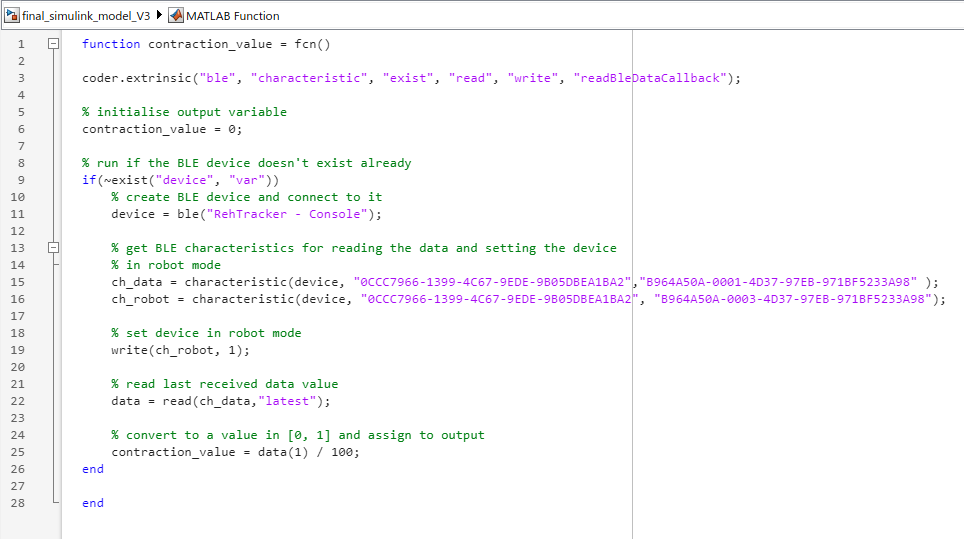 final_simulink_model_V3 MATLAB Function
1 function contraction_value = fcn()
2
3 coder.extrinsic("ble", "characteristic", "exist", "read", "write", "readBleDataCallback");
4
5 % initialise output variable
6 contraction_value = 0;
7
8 % run if the BLE device doesn't exist already
9 if(~exist("device", "var"))
10 % create BLE device and connect to it
11 device = ble("RehTracker - Console");
12
13 % get BLE characteristics for reading the data and setting the device
14 % in robot mode
15 ch_data = characteristic(device, "0CCC7966-1399-4C67-9EDE-9B05DBEA1BA2","B964A50A-0001-4D37-97EB-971BF5233A98" );
16 ch_robot = characteristic(device, "0CCC7966-1399-4C67-9EDE-9B05DBEA1BA2", "B964A50A-0003-4D37-97EB-971BF5233A98");
17
18 % set device in robot mode
19 write(ch_robot, 1);
20
21 % read last received data value
22 data = read(ch_data,"latest");
23
24 % convert to a value in [0, 1] and assign to output
25 contraction_value = data(1) / 100;
26 end
27
28 end